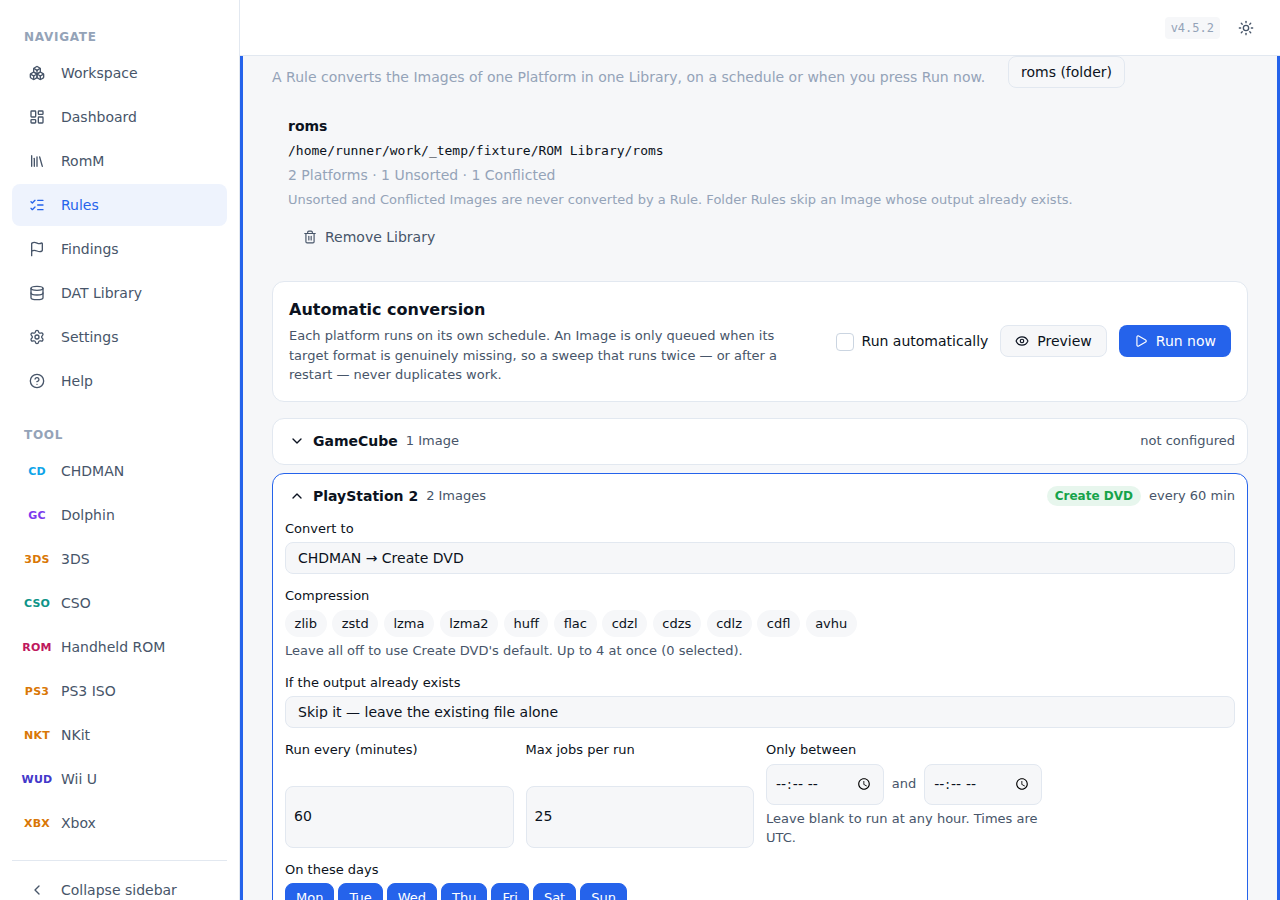 NAVIGATE
Workspace
Dashboard
RomM
Rules
Findings
DAT Library
Settings
Help
TOOL
CD CHDMAN
GC Dolphin
3DS 3DS
CSO CSO
ROM Handheld ROM
PS3 PS3 ISO
NKT NKit
WUD Wii U
XBX Xbox
Collapse sidebar
v4.5.2
A Rule converts the Images of one Platform in one Library, on a schedule or when you press Run now.
roms (folder)
roms
/home/runner/work/_temp/fixture/ROM Library/roms
2 Platforms · 1 Unsorted · 1 Conflicted
Unsorted and Conflicted Images are never converted by a Rule. Folder Rules skip an Image whose output already exists.
Remove Library
Automatic conversion
Each platform runs on its own schedule. An Image is only queued when its
target format is genuinely missing, so a sweep that runs twice — or after a
restart — never duplicates work.
Run automatically
Preview
Run now
GameCube 1 Image not configured
PlayStation 2 2 Images Create DVD every 60 min
Convert to
CHDMAN → Create DVD
Compression
zlib zstd lzma lzma2 huff flac cdzl cdzs cdlz cdfl avhu
Leave all off to use Create DVD's default. Up to 4 at once (0 selected).
If the output already exists
Skip it — leave the existing file alone
Run every (minutes) Max jobs per run Only between
60 25 --:-- -- and --:-- --
Leave blank to run at any hour. Times are
UTC.
On these days
Mon Tue Wed Thu Fri Sat Sun